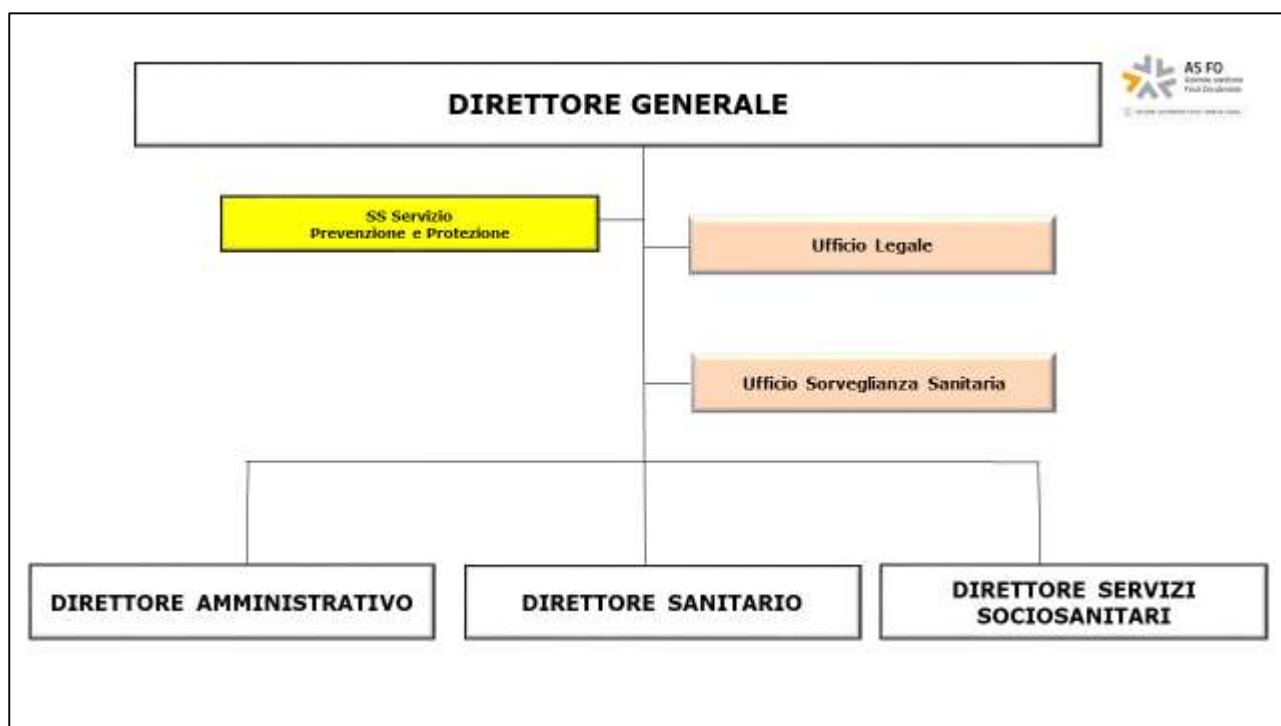 DIRETTORE GENERALE
AS FO
SS Servizio
Prevenzione e Protezione
Ufficio Legale
Ufficio Sorveglianza Sanitaria
DIRETTORE AMMINISTRATIVO
DIRETTORE SANITARIO
DIRETTORE SERVIZI
SOCIOSANITARI